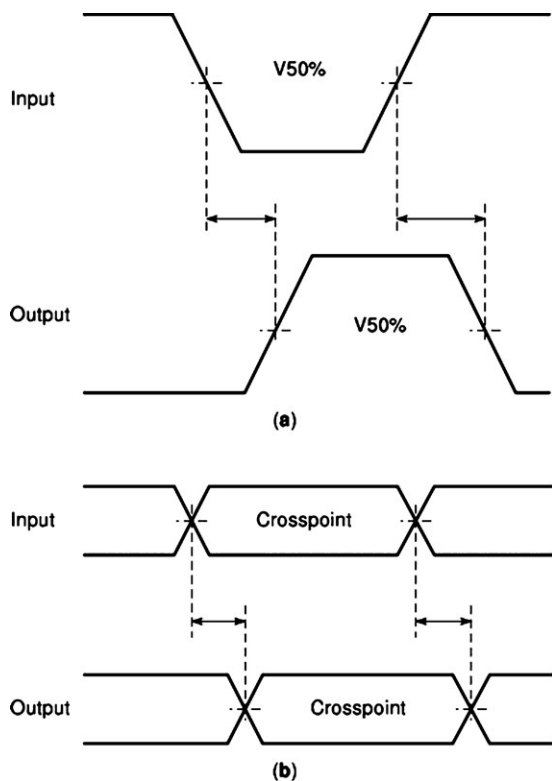 V50%
Input
Output
V50%
(a)
Input
Crosspoint
Output
Crosspoint
(b)